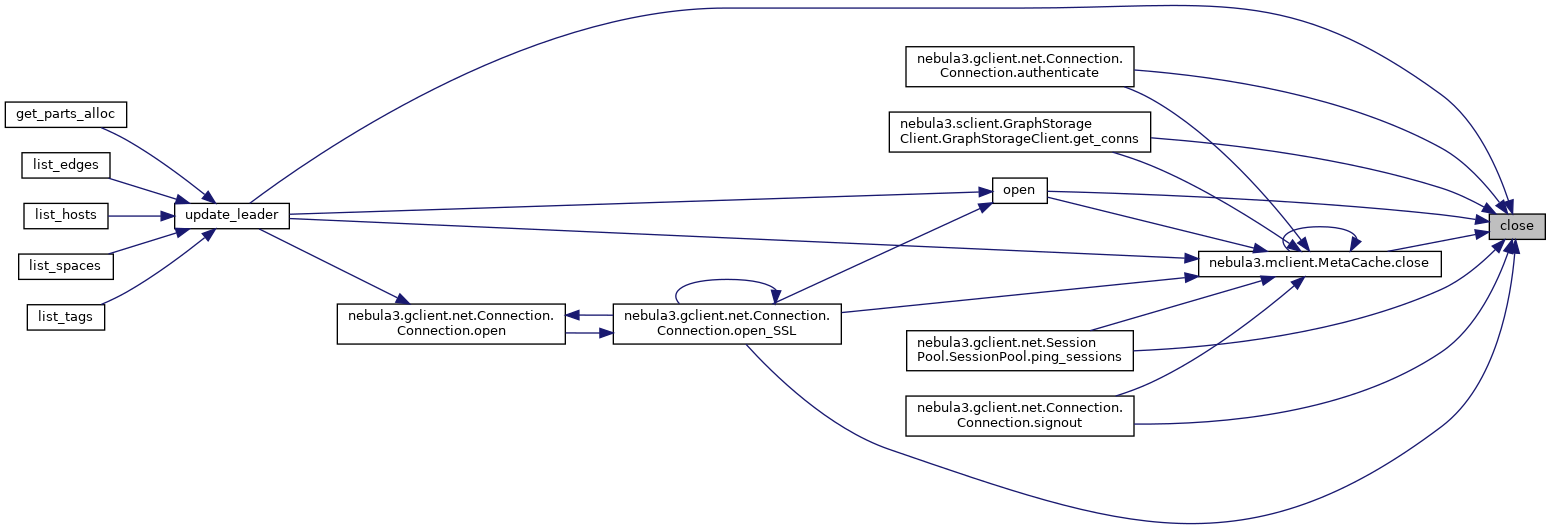 get_parts_alloc
list_edges
list_hosts
list_spaces
list_tags
update_leader
nebula3.gclient.net.Connection.
Connection.open
nebula3.gclient.net.Connection.
Connection.open_SSL
nebula3.gclient.net.Connection.
Connection.authenticate
nebula3.sclient.GraphStorage
Client.GraphStorageClient.get_conns
open
nebula3.mclient.MetaCache.close
nebula3.gclient.net.Session
Pool.SessionPool.ping_sessions
nebula3.gclient.net.Connection.
Connection.signout
close